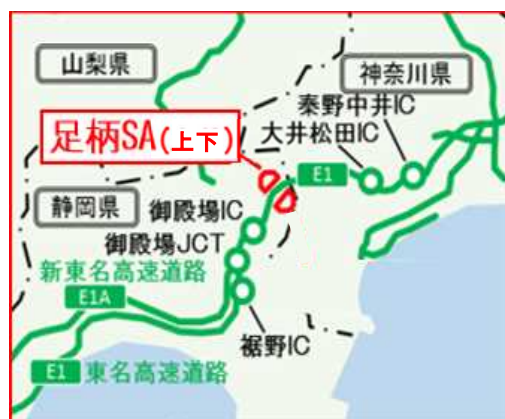 山梨県
神奈川県
秦野中井IC
大井松田IC
足柄SA(上下)
E1
静岡県
御殿場IC
御殿場JCT
新東名高速道路
E1A
裾野IC
E1 東名高速道路